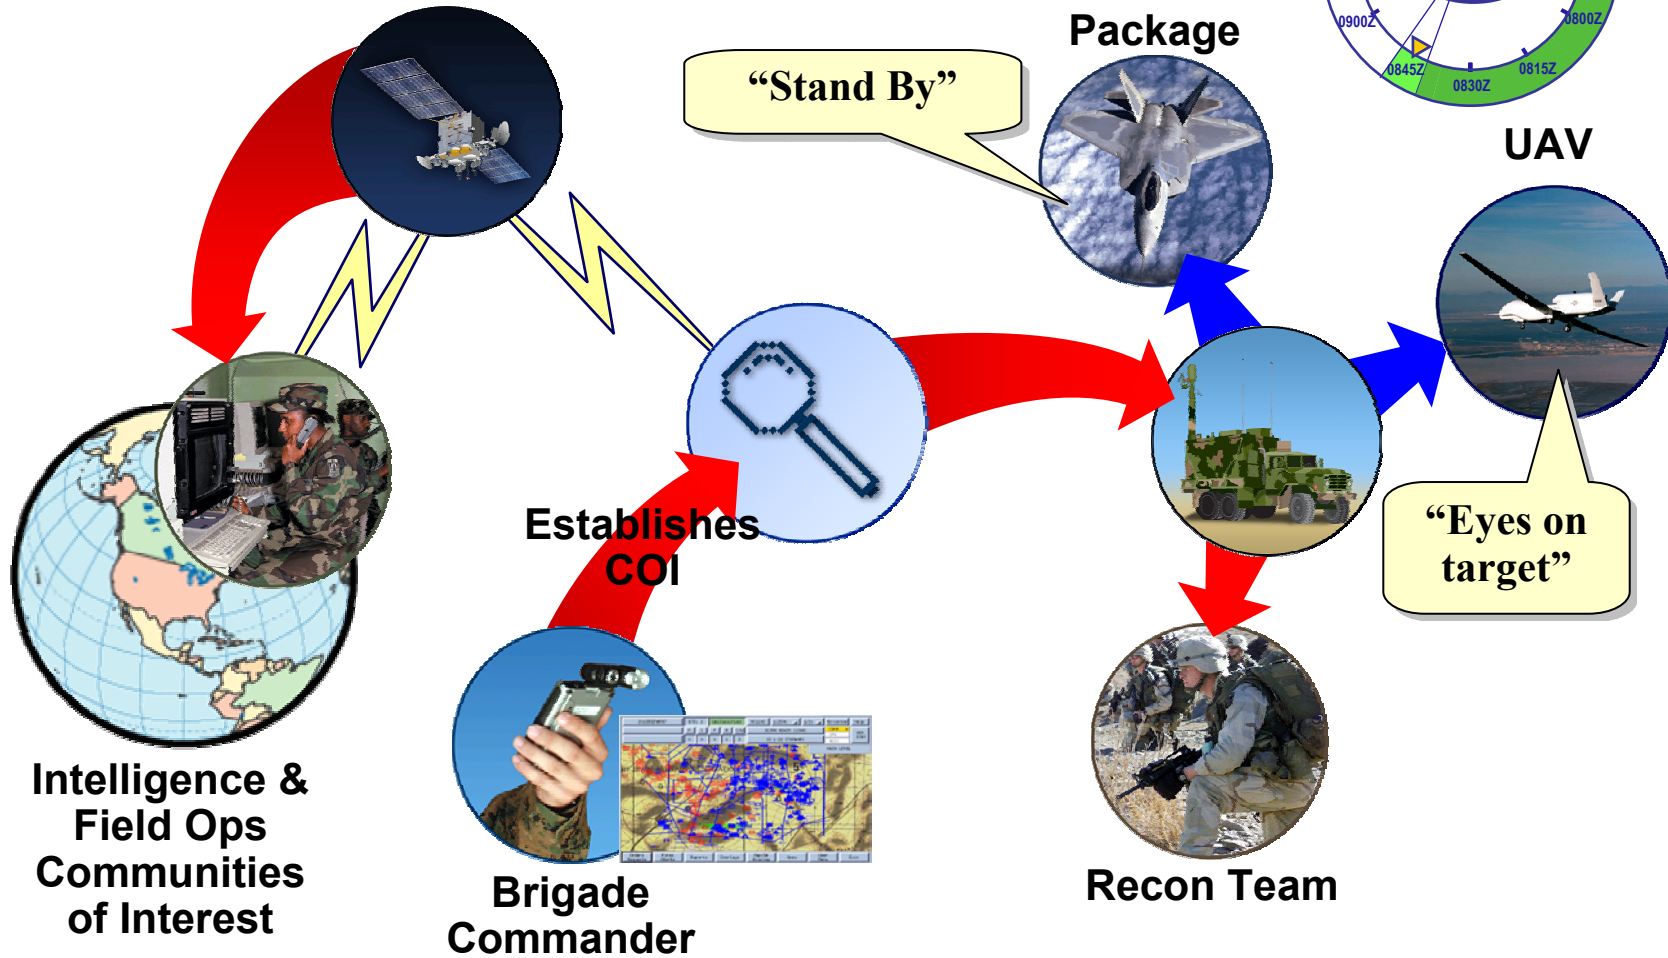 Package
0900Z
0800Z
0845Z
0815Z
0830Z
“Stand By”
UAV
“Eyes on
target”
Establishes
COI
Intelligence &
Field Ops
Communities
of Interest
Brigade
Commander
Recon Team